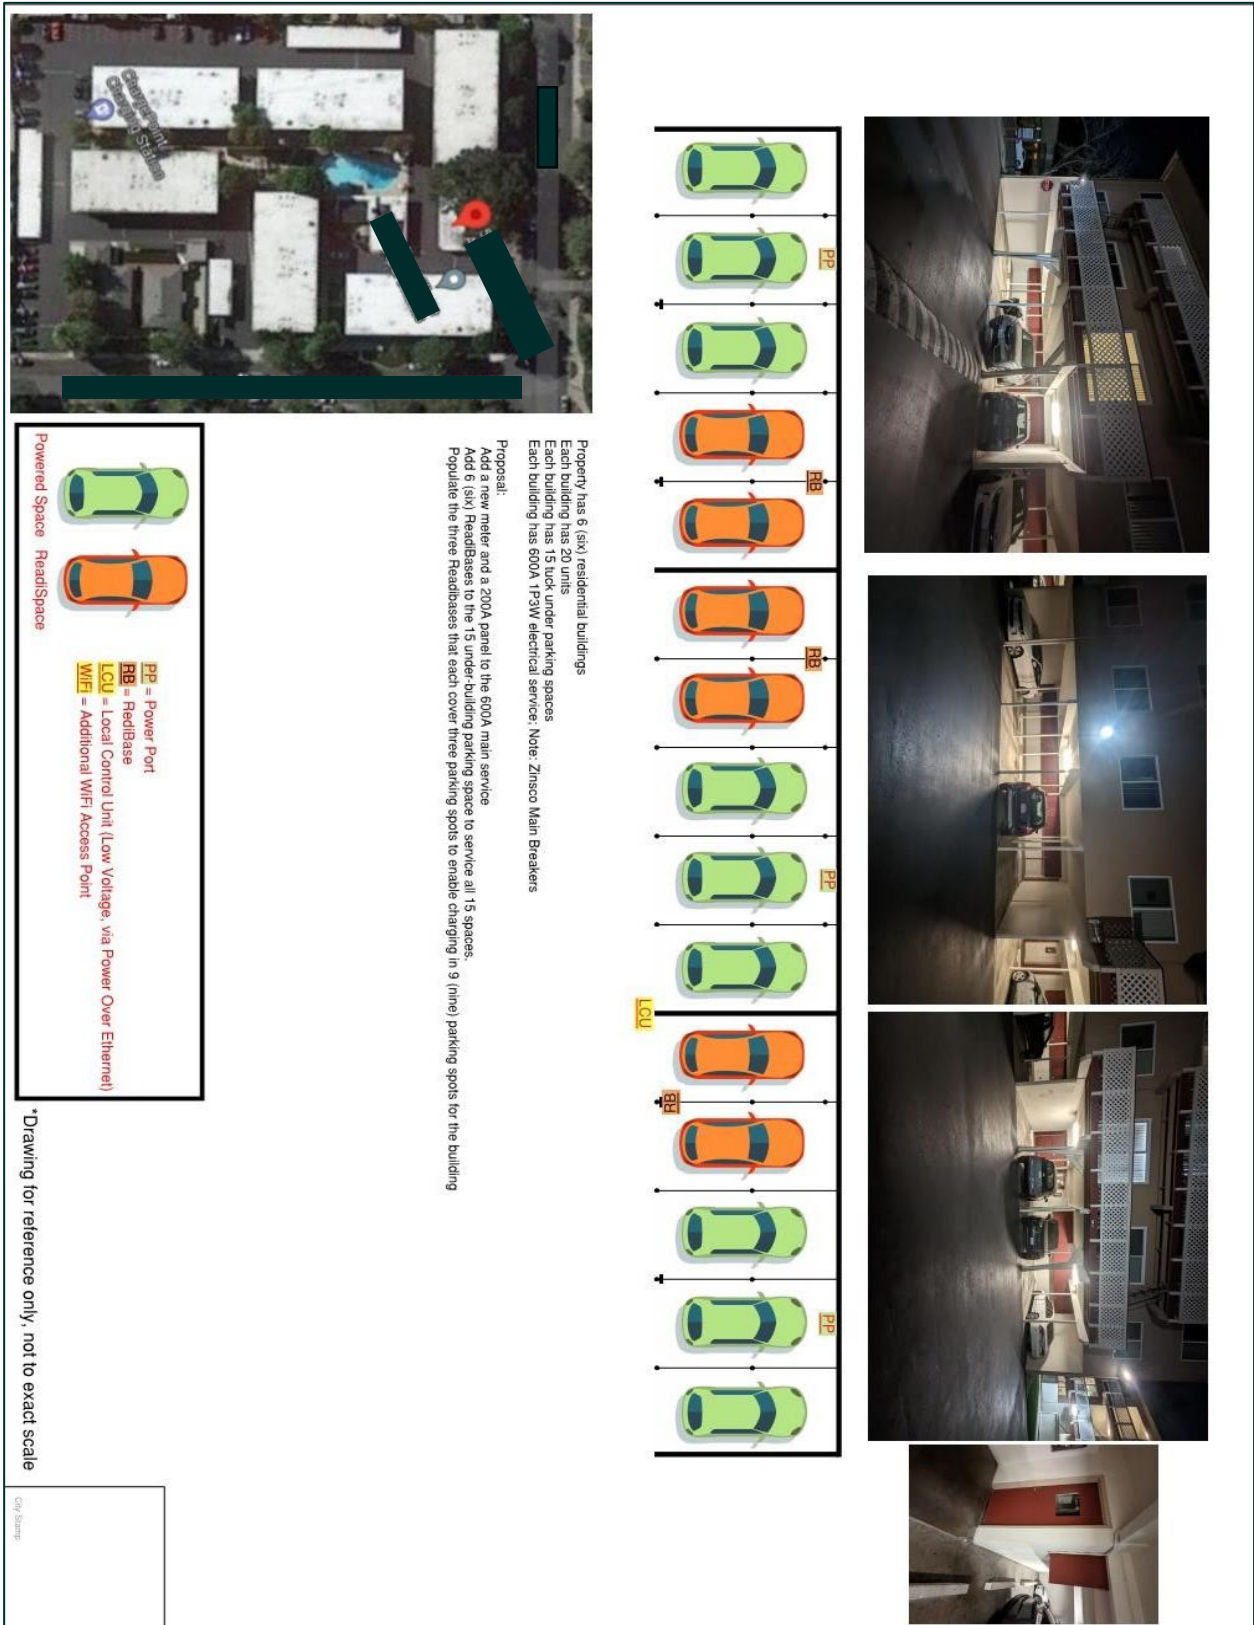 ChargePoint
Charging Station
PP
RB
RB
PP
LCU
RB
PP
Property has 6 (six) residential buildings
Each building has 20 units
Each building has 15 tuck under parking spaces
Each building has 600A 1P3W electrical service; Note: Zinsco Main Breakers
Proposal:
Add a new meter and a 200A panel to the 600A main service
Add 6 (six) ReadiBases to the 15 under-building parking space to service all 15 spaces.
Populate the three Readibases that each cover three parking spots to enable charging in 9 (nine) parking spots for the building
Powered Space ReadiSpace
PP = Power Port
RB = RediBase
LCU = Local Control Unit (Low Voltage, via Power Over Ethernet)
WiFi = Additional WiFi Access Point
*Drawing for reference only, not to exact scale
City Stamp